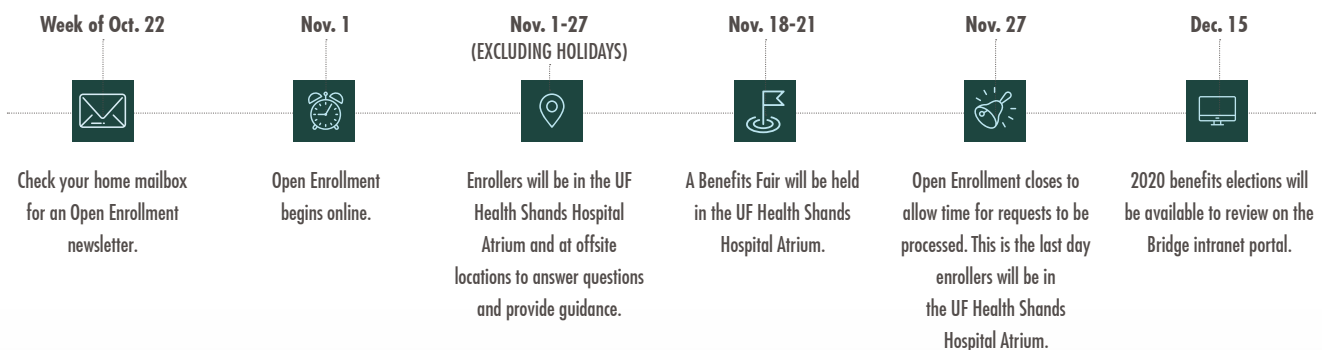 Week of Oct. 22
Check your home mailbox
for an Open Enrollment
newsletter.
Nov. 1
Open Enrollment
begins online.
Nov. 1-27
(EXCLUDING HOLIDAYS)
Enrollers will be in the UF
Health Shands Hospital
Atrium and at offsite
locations to answer questions
and provide guidance.
Nov. 18-21
A Benefits Fair will be held
in the UF Health Shands
Hospital Atrium.
Nov. 27
Open Enrollment closes to
allow time for requests to be
processed. This is the last day
enrollers will be in
the UF Health Shands
Hospital Atrium.
Dec. 15
2020 benefits elections will
be available to review on the
Bridge intranet portal.